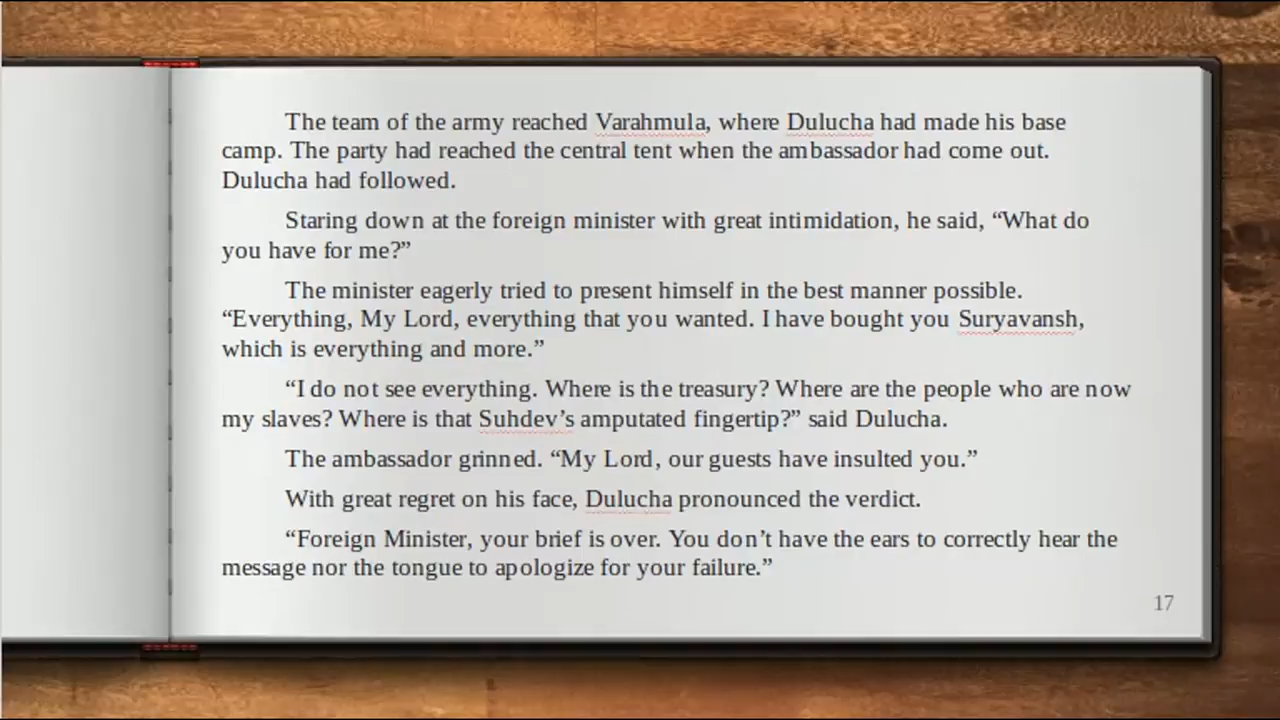 The team of the army reached Varahmula, where Dulucha had made his base
camp. The party had reached the central tent when the ambassador had come out.
Dulucha had followed.
Staring down at the foreign minister with great intimidation, he said, “What do
you have for me?”
The minister eagerly tried to present himself in the best manner possible.
“Everything, My Lord, everything that you wanted. I have bought you Suryavansh,
which is everything and more.”
“I do not see everything. Where is the treasury? Where are the people who are now
my slaves? Where is that Suhdev’s amputated fingertip?” said Dulucha.
The ambassador grinned. “My Lord, our guests have insulted you.”
With great regret on his face, Dulucha pronounced the verdict.
“Foreign Minister, your brief is over. You don’t have the ears to correctly hear the
message nor the tongue to apologize for your failure.”
17